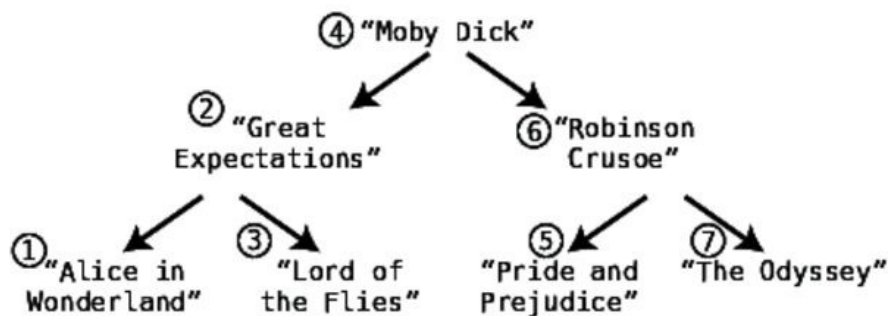 ④ “Moby Dick”
② “Great
Expectations”
⑥ “Robinson
Crusoe”
① “Alice in
Wonderland”
③ “Lord of
the Flies”
⑤ “Pride and
Prejudice”
⑦ “The Odyssey”